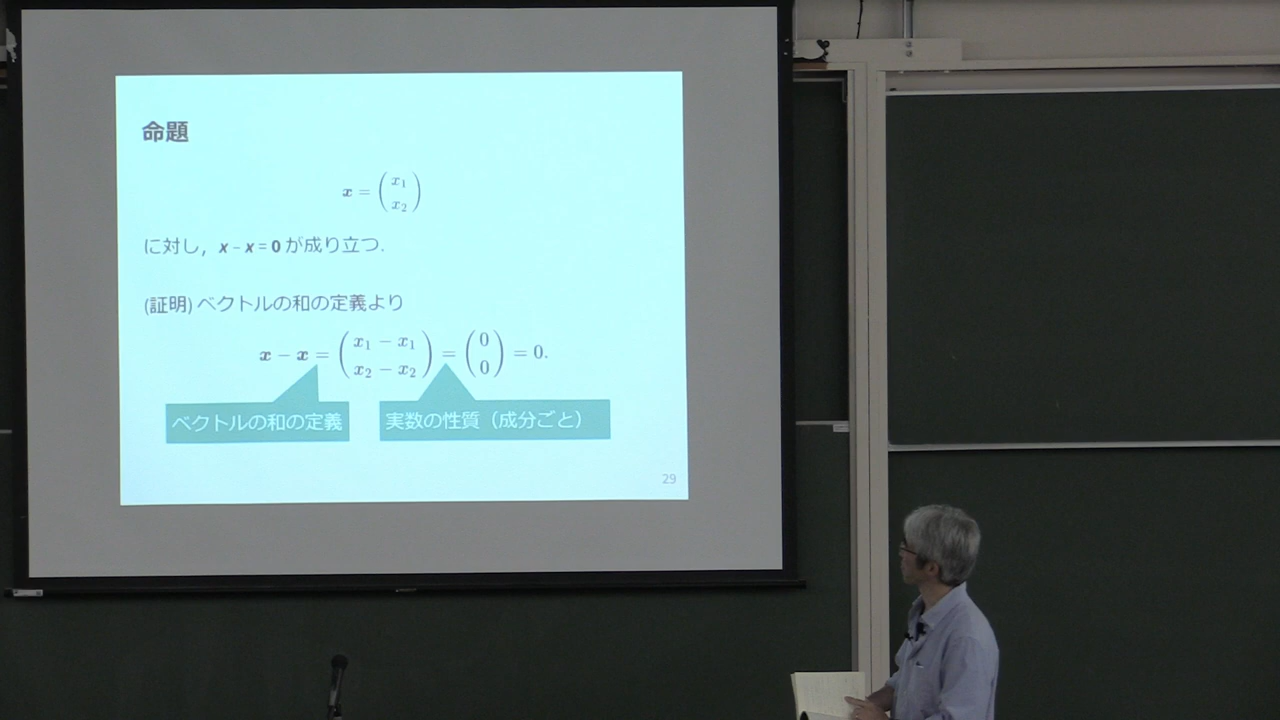 命題
x = (x₁ x₂)
に対し，x – x = 0 が成り立つ.
(証明) ベクトルの和の定義より
x − x = (x₁ − x₁ x₂ − x₂) = (0 0) = 0.
ベクトルの和の定義
実数の性質（成分ごと）
29